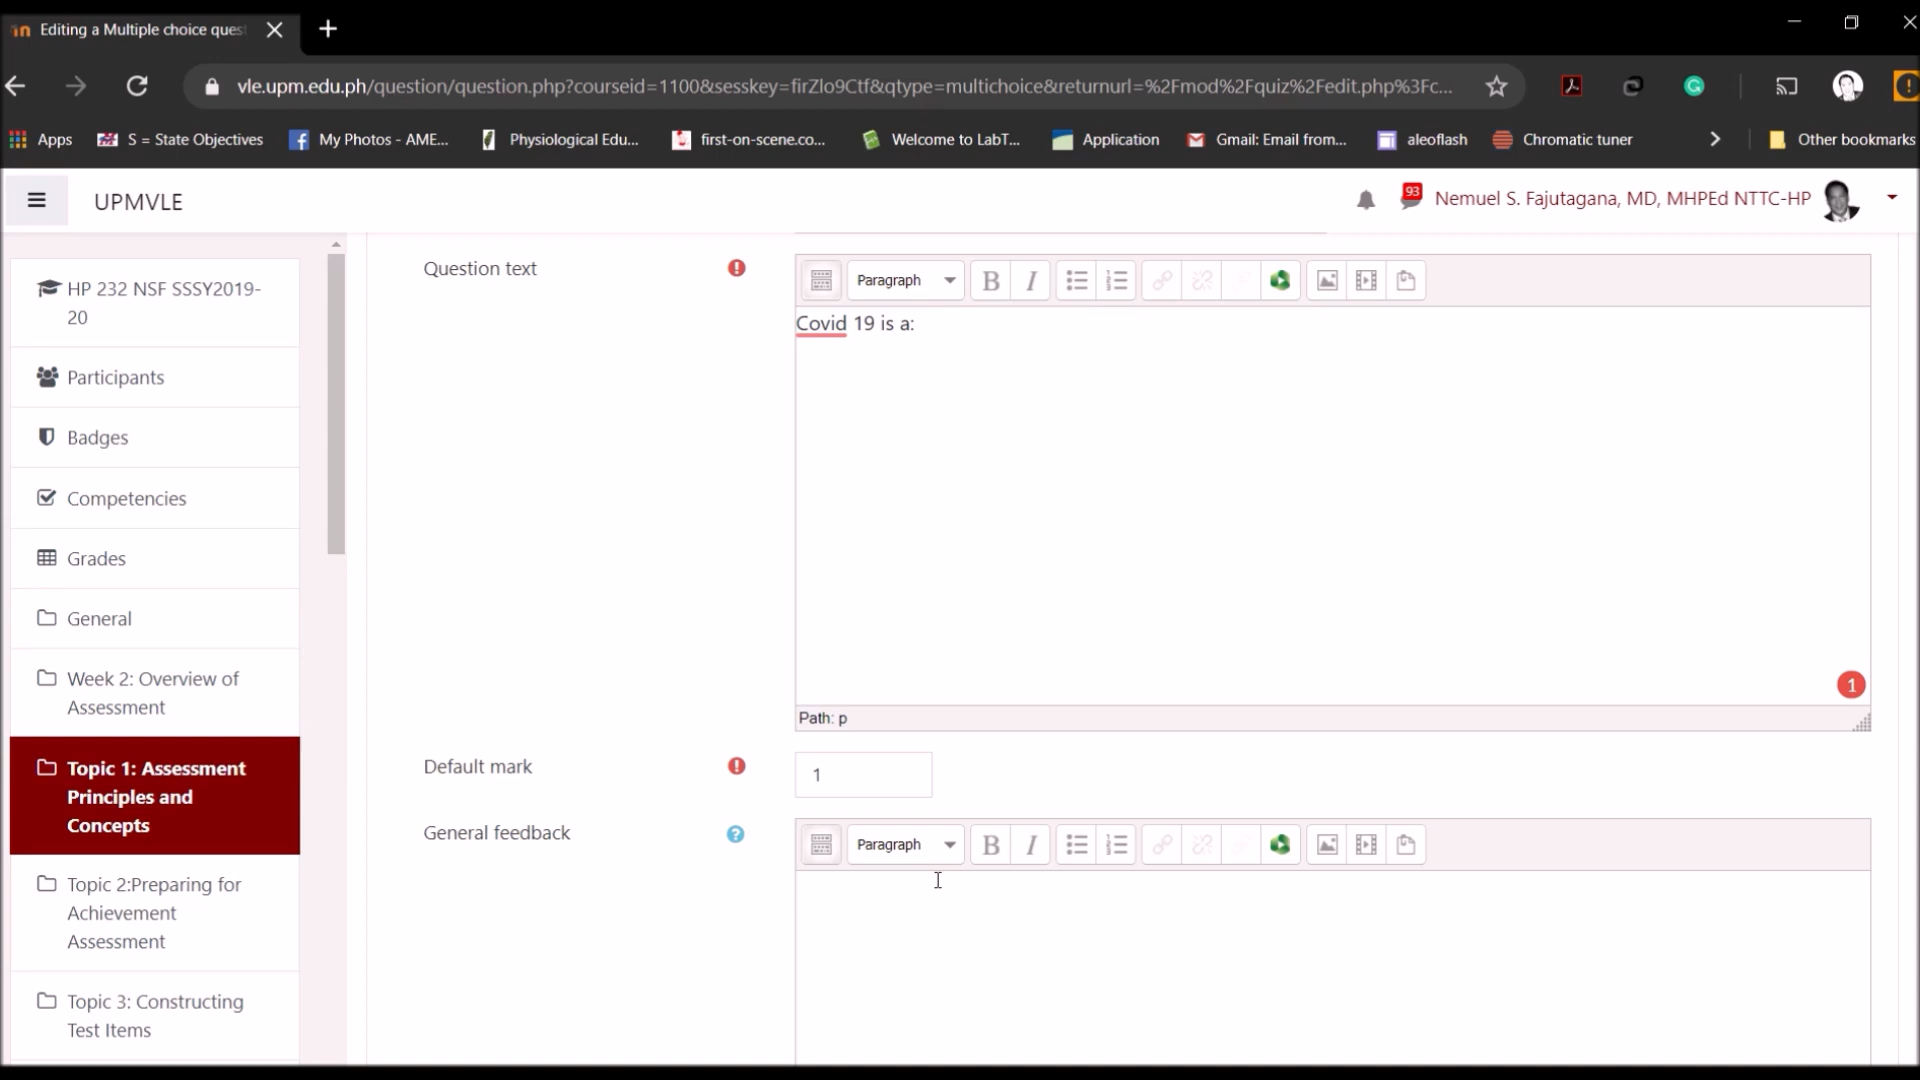 Editing a Multiple choice ques
vle.upm.edu.ph/question/question.php?courseid=1100&sesskey=firZlo9Ctf&qtype=multichoice&returnurl=%2Fmod%2Fquiz%2Fedit.php%3Fc...
Apps S = State Objectives My Photos - AME... Physiological Edu... first-on-scene.co... Welcome to LabT... Application Gmail: Email from... aleoflash Chromatic tuner Other bookmarks
UPMVLE
93 Nemuel S. Fajutagana, MD, MHPEd NTTC-HP
HP 232 NSF SSSY2019-
20
Participants
Badges
Competencies
Grades
General
Week 2: Overview of
Assessment
Topic 1: Assessment
Principles and
Concepts
Topic 2:Preparing for
Achievement
Assessment
Topic 3: Constructing
Test Items
Question text
Paragraph B I
Covid 19 is a:
1
Path: p
Default mark
1
General feedback
Paragraph B I